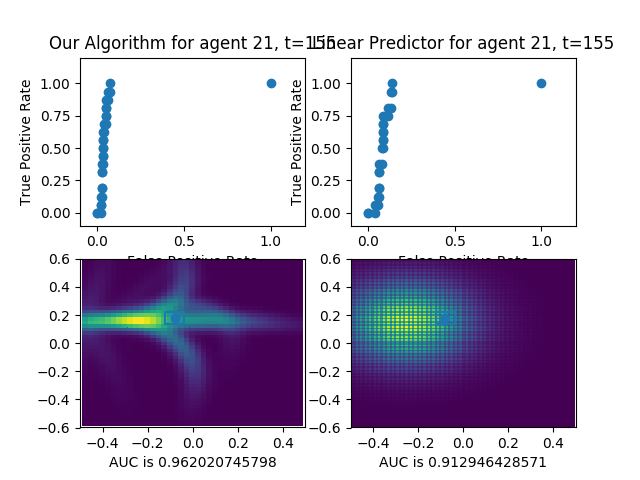 Our Algorithm for agent 21, t=155
Linear Predictor for agent 21, t=155
True Positive Rate
1.00
0.75
0.50
0.25
0.00
0.0 0.5 1.0
False Positive Rate
True Positive Rate
1.00
0.75
0.50
0.25
0.00
0.0 0.5 1.0
False Positive Rate
0.6
0.4
0.2
0.0
−0.2
−0.4
−0.6
−0.4 −0.2 0.0 0.2 0.4
AUC is 0.962020745798
0.6
0.4
0.2
0.0
−0.2
−0.4
−0.6
−0.4 −0.2 0.0 0.2 0.4
AUC is 0.912946428571